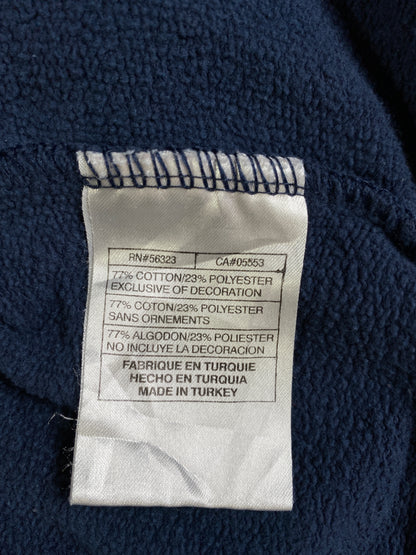 RN#56323 CA#05553
77% COTTON/23% POLYESTER
EXCLUSIVE OF DECORATION
77% COTON/23% POLYESTER
SANS ORNEMENTS
77% ALGODON/23% POLIESTER
NO INCLUYE LA DECORACION
FABRIQUE EN TURQUIE
HECHO EN TURQUIA
MADE IN TURKEY